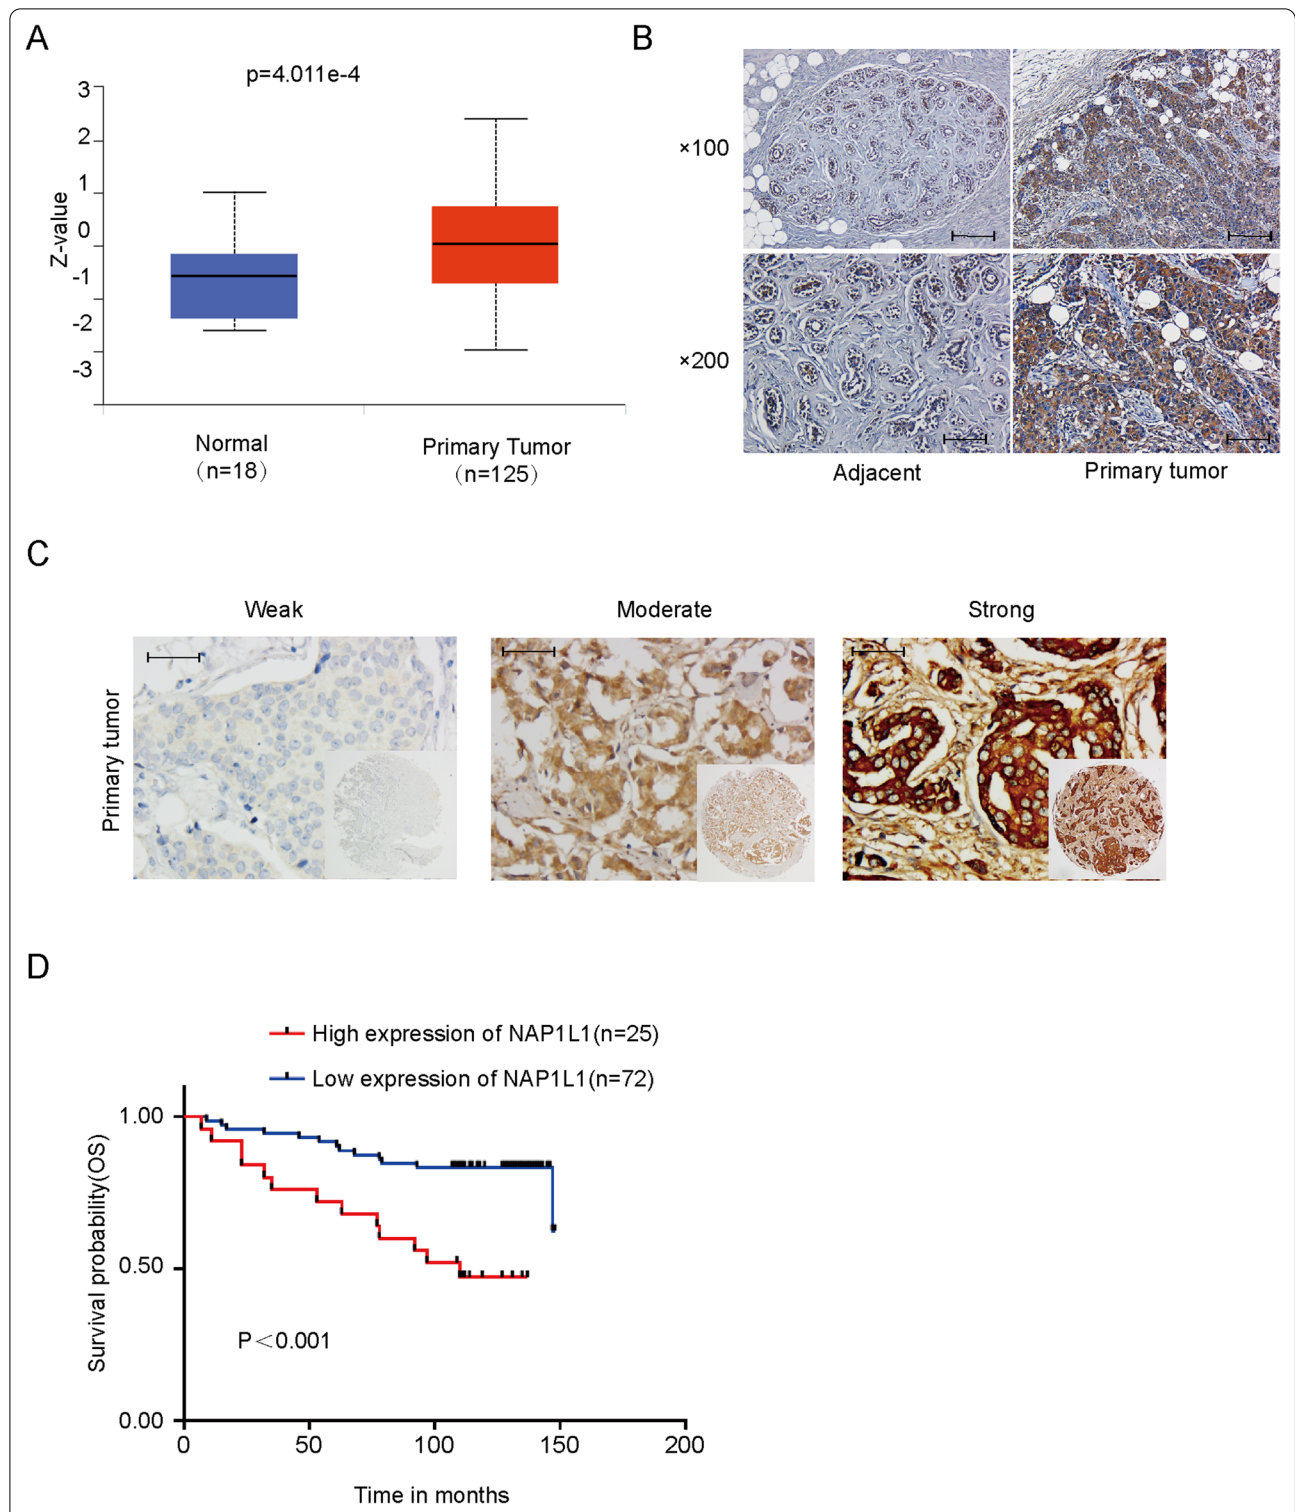 A
p=4.011e-4
3
2
1
0
-1
-2
-3
Z-value
Normal
（n=18）
Primary Tumor
（n=125）
B
×100
×200
Adjacent
Primary tumor
C
Weak
Moderate
Strong
Primary tumor
D
High expression of NAP1L1(n=25)
Low expression of NAP1L1(n=72)
1.00
0.50
0.00
Survival probability(OS)
P＜0.001
0
50
100
150
200
Time in months